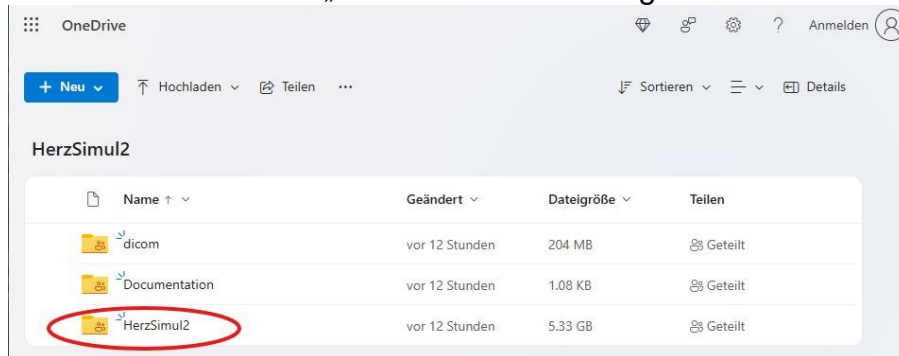 OneDrive ? Anmelden
+ Neu Hochladen Teilen ... Sortieren Details
HerzSimul2
Name ↑ Geändert Dateigröße Teilen
dicom vor 12 Stunden 204 MB Geteilt
Documentation vor 12 Stunden 1.08 KB Geteilt
HerzSimul2 vor 12 Stunden 5.33 GB Geteilt